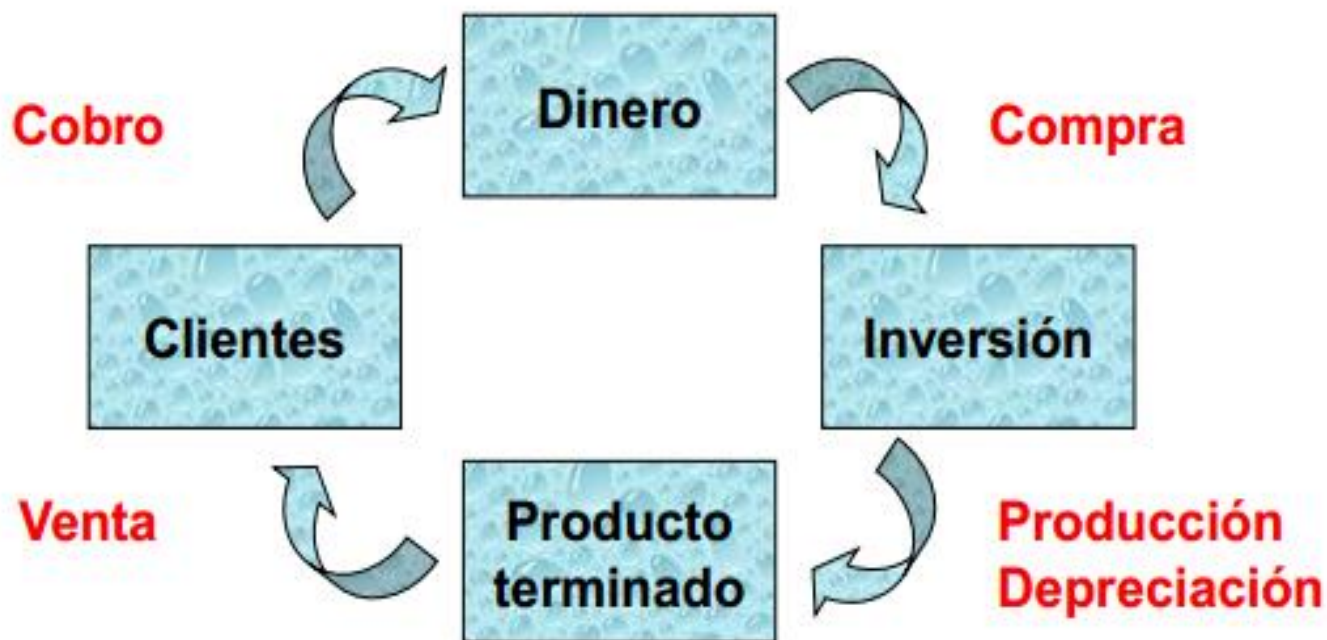 Dinero
Cobro
Compra
Clientes
Inversión
Venta
Producto
terminado
Producción
Depreciación